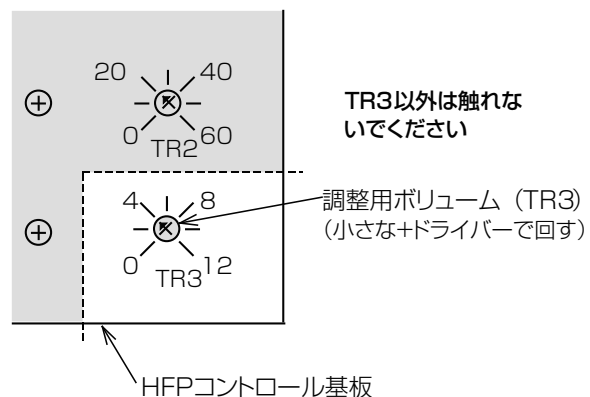 20 40
TR3以外は触れな
いでください
0 60
TR2
4 8
調整用ボリューム（TR3）
（小さな+ドライバーで回す）
0 12
TR3
HFPコントロール基板